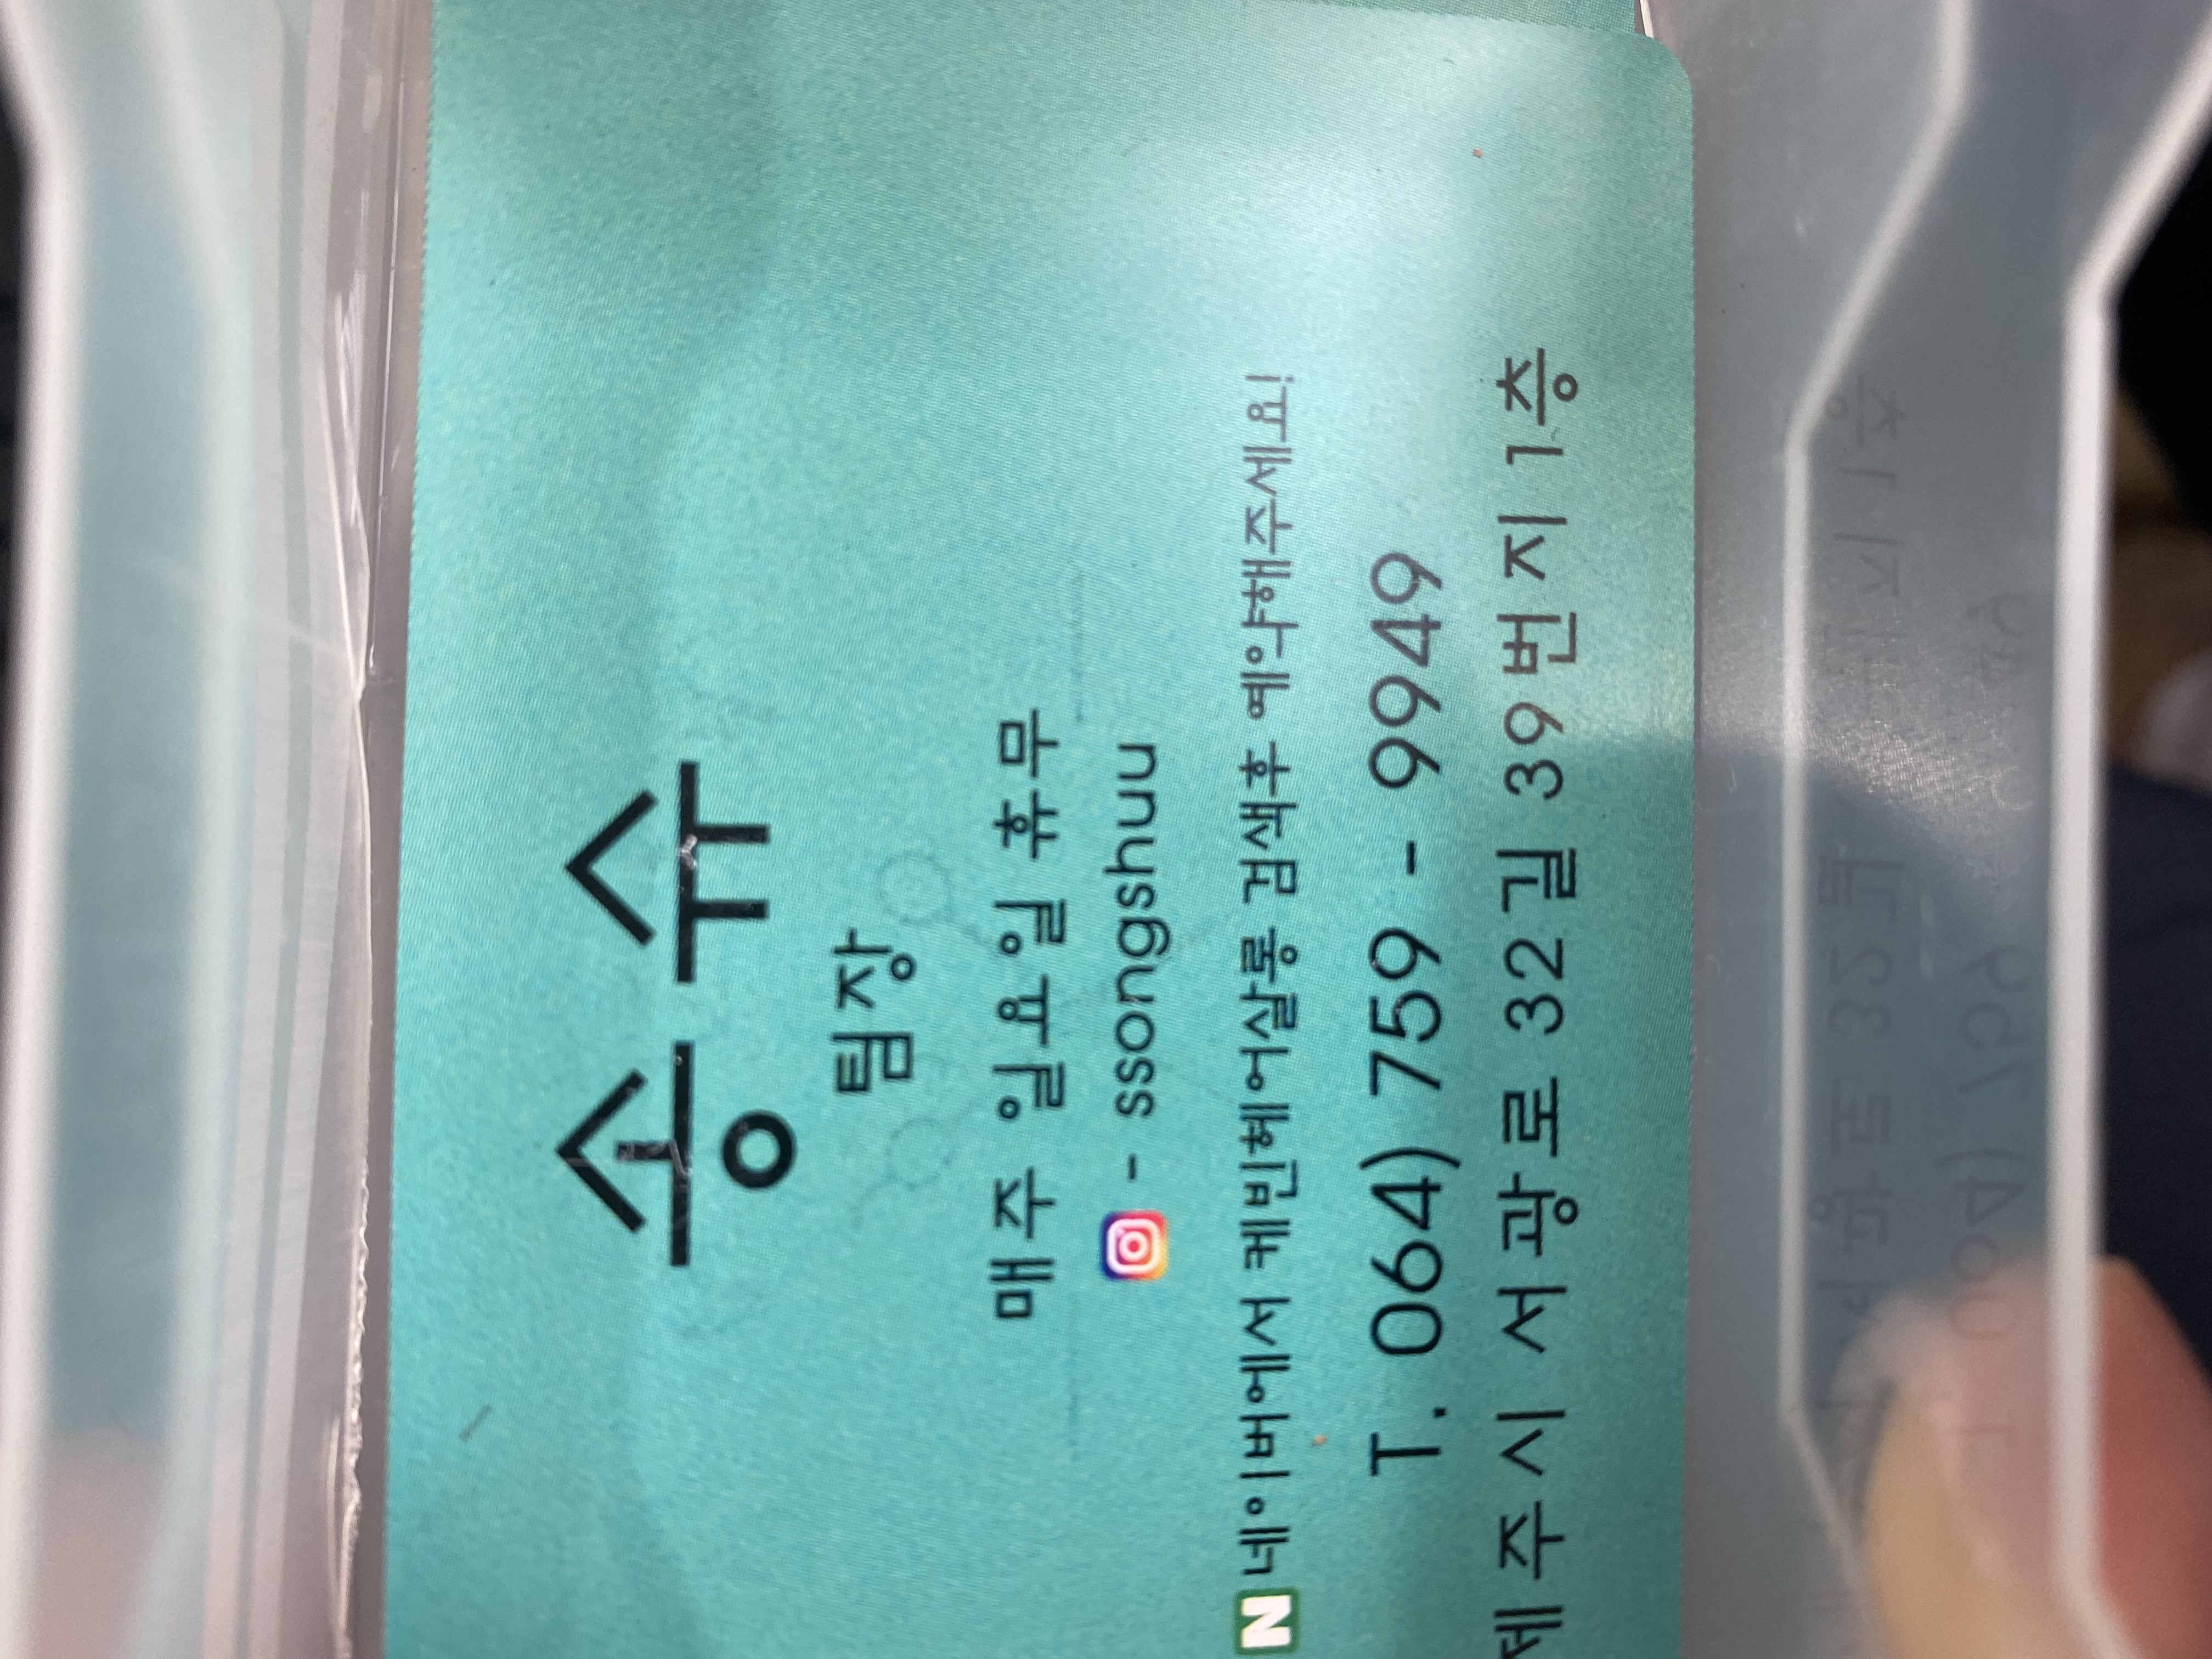 송 슈
팀장
매주 일요일 휴무
- ssongshuu
N 네이버에서 케빈헤어살롱 검색후 예약해주세요!
T. 064) 759 - 9949
제주시 서광로 32길 39번지 1층